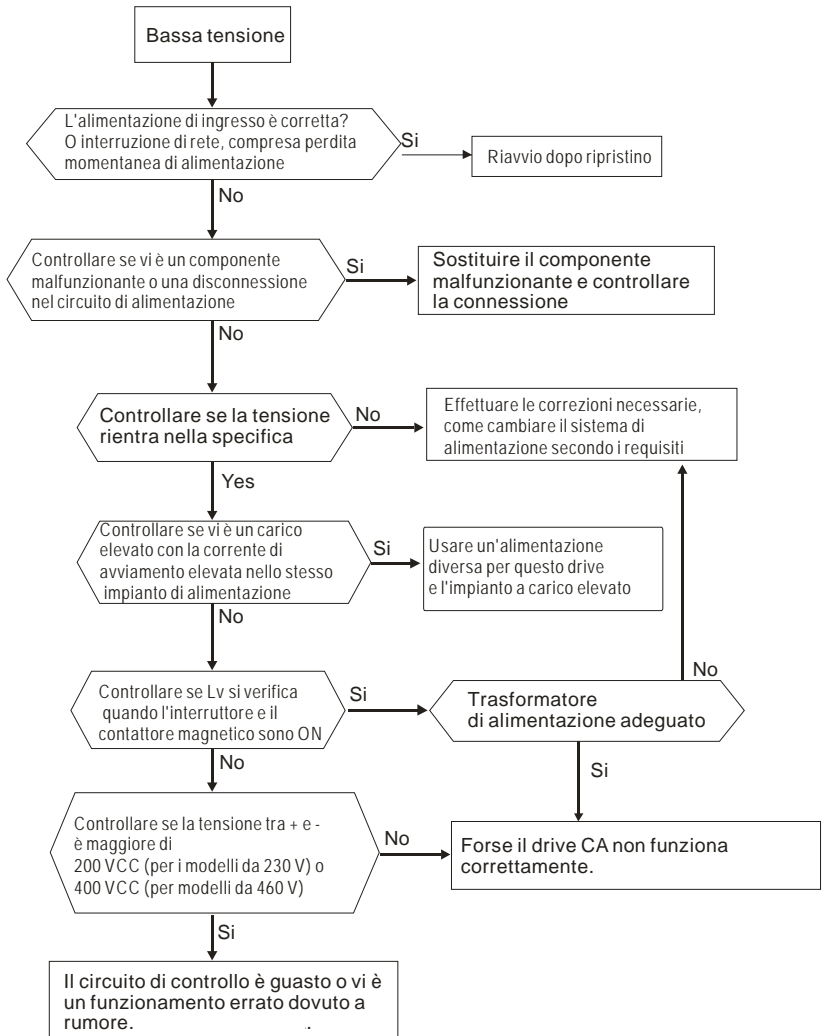 Bassa tensione
L'alimentazione di ingresso è corretta?
O interruzione di rete, compresa perdita
momentanea di alimentazione
Si
Riavvio dopo ripristino
No
Controllare se vi è un componente
malfunzionante o una disconnessione
nel circuito di alimentazione
Si
Sostituire il componente
malfunzionante e controllare
la connessione
No
Controllare se la tensione
rientra nella specifica
No
Effettuare le correzioni necessarie,
come cambiare il sistema di
alimentazione secondo i requisiti
Yes
Controllare se vi è un carico
elevato con la corrente di
avviamento elevata nello stesso
impianto di alimentazione
Si
Usare un'alimentazione
diversa per questo drive
e l'impianto a carico elevato
No
Controllare se Lv si verifica
quando l'interruttore e il
contattore magnetico sono ON
Si
Trasformatore
di alimentazione adeguato
No
No
Si
Controllare se la tensione tra + e -
è maggiore di
200 VCC (per i modelli da 230 V) o
400 VCC (per modelli da 460 V)
No
Forse il drive CA non funziona
correttamente.
Si
Il circuito di controllo è guasto o vi è
un funzionamento errato dovuto a
rumore. .